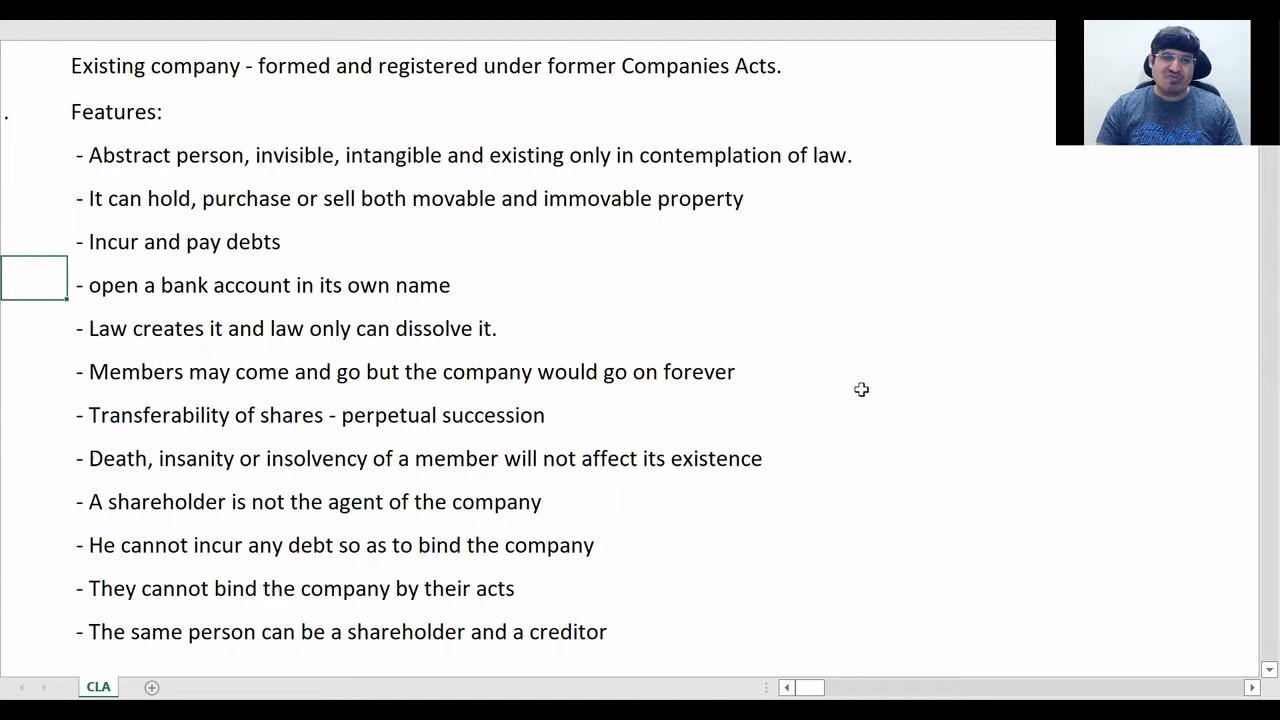 Existing company - formed and registered under former Companies Acts.
.
Features:
- Abstract person, invisible, intangible and existing only in contemplation of law.
- It can hold, purchase or sell both movable and immovable property
- Incur and pay debts
- open a bank account in its own name
- Law creates it and law only can dissolve it.
- Members may come and go but the company would go on forever
- Transferability of shares - perpetual succession
- Death, insanity or insolvency of a member will not affect its existence
- A shareholder is not the agent of the company
- He cannot incur any debt so as to bind the company
- They cannot bind the company by their acts
- The same person can be a shareholder and a creditor
CLA